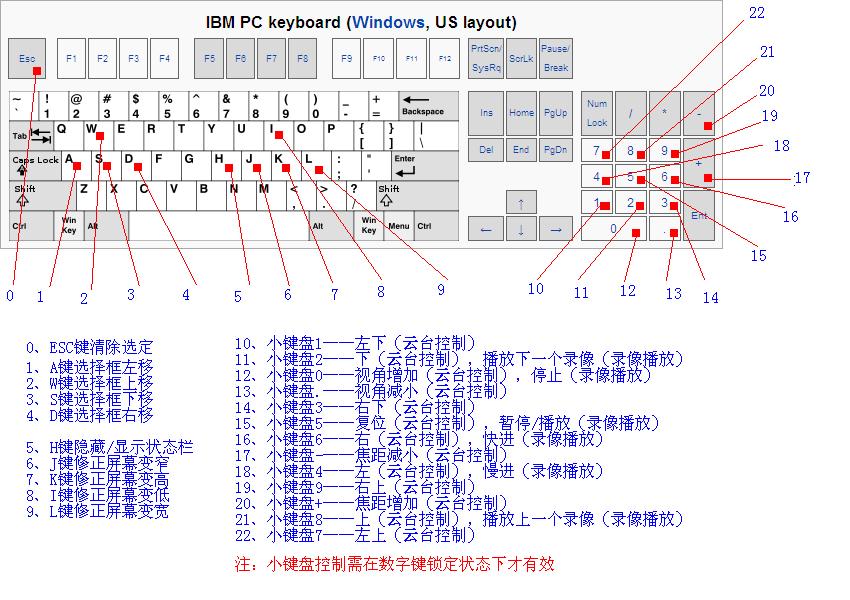 IBM PC keyboard (Windows, US layout)
22
21
20
19
18
17
16
15
14
Esc F1 F2 F3 F4 F5 F6 F7 F8 F9 F10 F11 F12 PrtScn/ SysRq ScrLk Pause/ Break
~ ` ! 1 @ 2 # 3 $ 4 % 5 ^ 6 & 7 * 8 ( 9 ) 0 _ - + = Backspace Ins Home PgUp Num Lock / * -
Tab Q W E R T Y U I O P { [ } ] | \ Del End PgDn 7 8 9 +
Caps Lock A S D F G H J K L : ; " ' Enter 4 5 6
Shift Z X C V B N M < , > . ? / Shift ↑ 1 2 3 Ent
Ctrl Win Key Alt Alt Win Key Menu Ctrl ← ↓ → 0 .
0 1 2 3 4 5 6 7 8 9 10 11 12 13
0、ESC键清除选定
1、A键选择框左移
2、W键选择框上移
3、S键选择框下移
4、D键选择框右移
5、H键隐藏/显示状态栏
6、J键修正屏幕变窄
7、K键修正屏幕变高
8、I键修正屏幕变低
9、L键修正屏幕变宽
10、小键盘1——左下（云台控制）
11、小键盘2——下（云台控制），播放下一个录像（录像播放）
12、小键盘0——视角增加（云台控制），停止（录像播放）
13、小键盘.——视角减小（云台控制）
14、小键盘3——右下（云台控制）
15、小键盘5——复位（云台控制），暂停/播放（录像播放）
16、小键盘6——右（云台控制），快进（录像播放）
17、小键盘-——焦距减小（云台控制）
18、小键盘4——左（云台控制），慢进（录像播放）
19、小键盘9——右上（云台控制）
20、小键盘+——焦距增加（云台控制）
21、小键盘8——上（云台控制），播放上一个录像（录像播放）
22、小键盘7——左上（云台控制）
注：小键盘控制需在数字键锁定状态下才有效